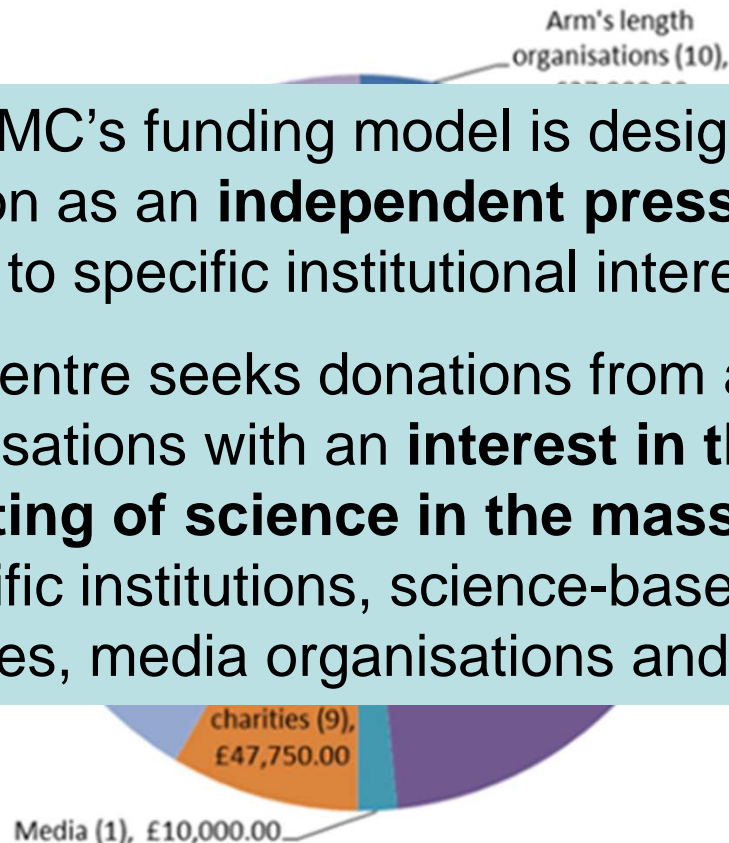 Arm's length
organisations (10),
MC’s funding model is desig
on as an independent press
to specific institutional intere
entre seeks donations from a
sations with an interest in th
ting of science in the mass
ific institutions, science-base
es, media organisations and
charities (9),
£47,750.00
Media (1), £10,000.00